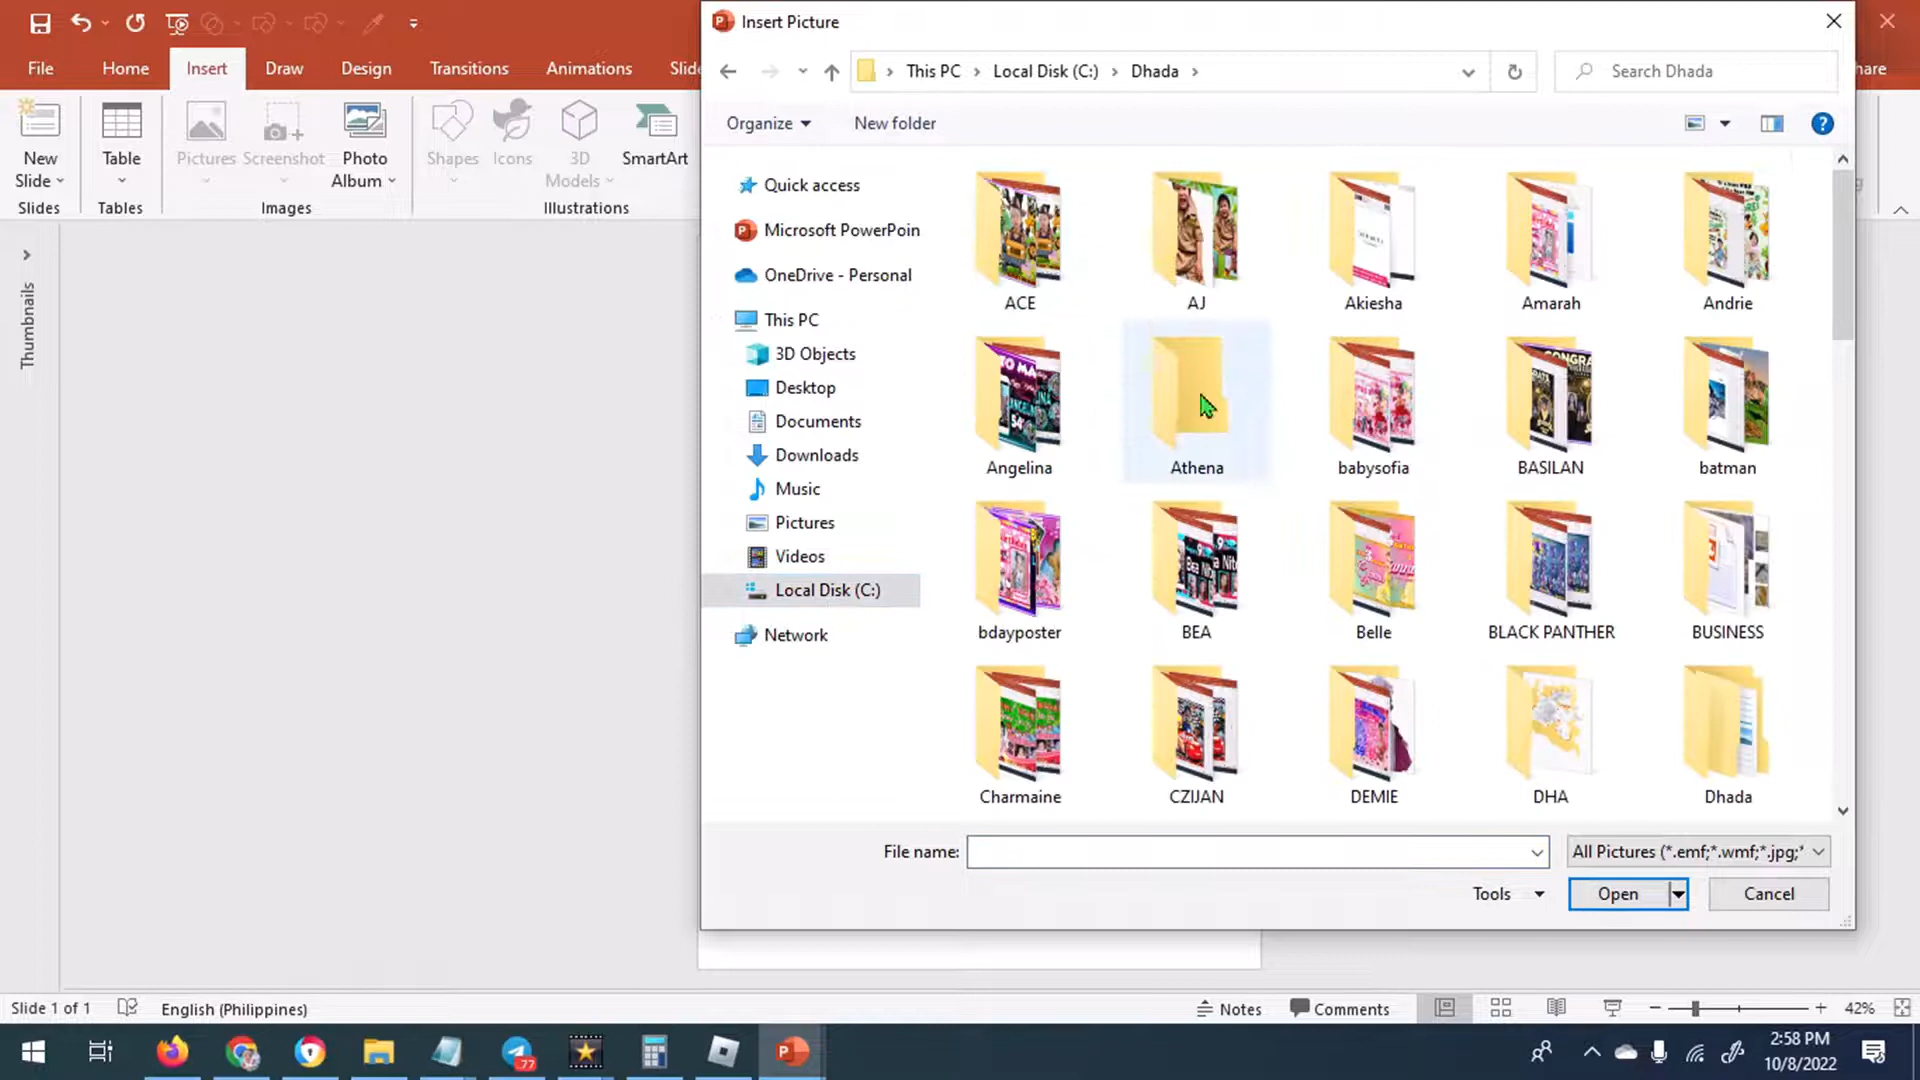 Insert Picture
File
Home
Insert
Draw
Design
Transitions
Animations
Slide
hare
This PC
Local Disk (C:)
Dhada
Search Dhada
Organize
New folder
New
Slide
Table
Pictures
Screenshot
Photo
Album
Shapes
Icons
3D
Models
SmartArt
Slides
Tables
Images
Illustrations
Thumbnails
Quick access
Microsoft PowerPoin
OneDrive - Personal
This PC
3D Objects
Desktop
Documents
Downloads
Music
Pictures
Videos
Local Disk (C:)
Network
ACE
AJ
Akiesha
Amarah
Andrie
Angelina
Athena
babysofia
BASILAN
batman
bdayposter
BEA
Belle
BLACK PANTHER
BUSINESS
Charmaine
CZIJAN
DEMIE
DHA
Dhada
File name:
All Pictures (*.emf;*.wmf;*.jpg;*
Tools
Open
Cancel
Slide 1 of 1
English (Philippines)
Notes
Comments
42%
77
2:58 PM
10/8/2022